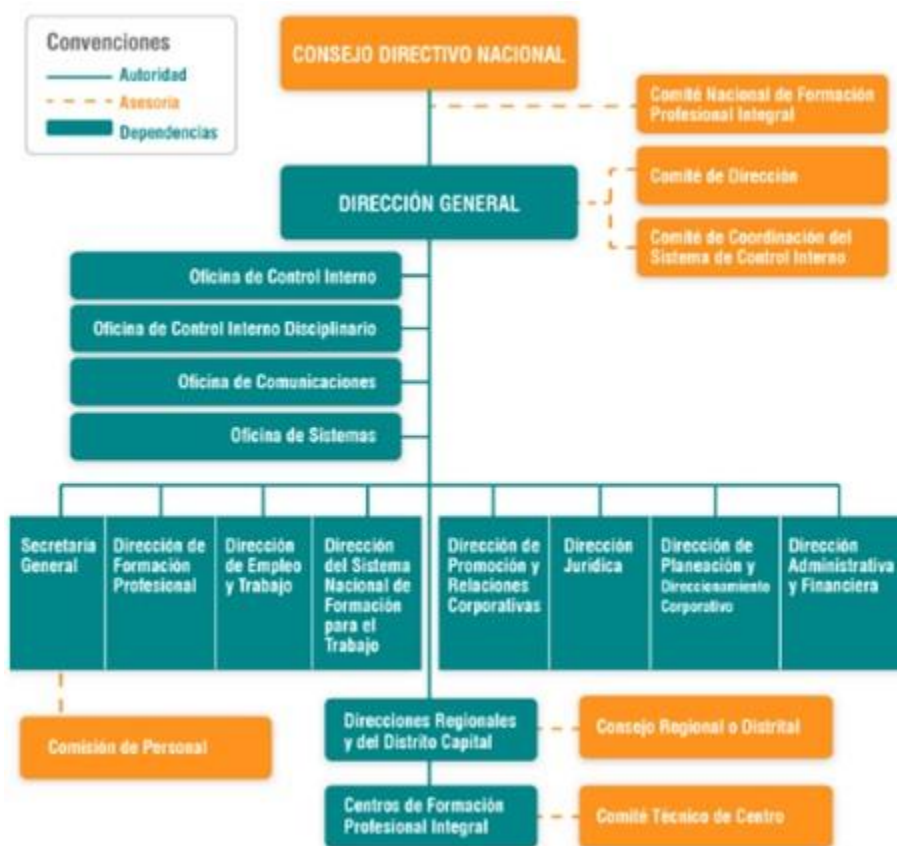 Convenciones
Autoridad
Asesoría
Dependencias
CONSEJO DIRECTIVO NACIONAL
Comité Nacional de Formación
Profesional Integral
DIRECCIÓN GENERAL
Comité de Dirección
Comité de Coordinación del
Sistema de Control Interno
Oficina de Control Interno
Oficina de Control Interno Disciplinario
Oficina de Comunicaciones
Oficina de Sistemas
Secretaría
General
Dirección de
Formación
Profesional
Dirección
de Empleo
y Trabajo
Dirección
del Sistema
Nacional de
Formación
para el
Trabajo
Dirección de
Promoción y
Relaciones
Corporativas
Dirección
Jurídica
Dirección de
Planeación y
Direccionamiento
Corporativo
Dirección
Administrativa
y Financiera
Comisión de Personal
Direcciones Regionales
y del Distrito Capital
Consejo Regional o Distrital
Centros de Formación
Profesional Integral
Comité Técnico de Centro